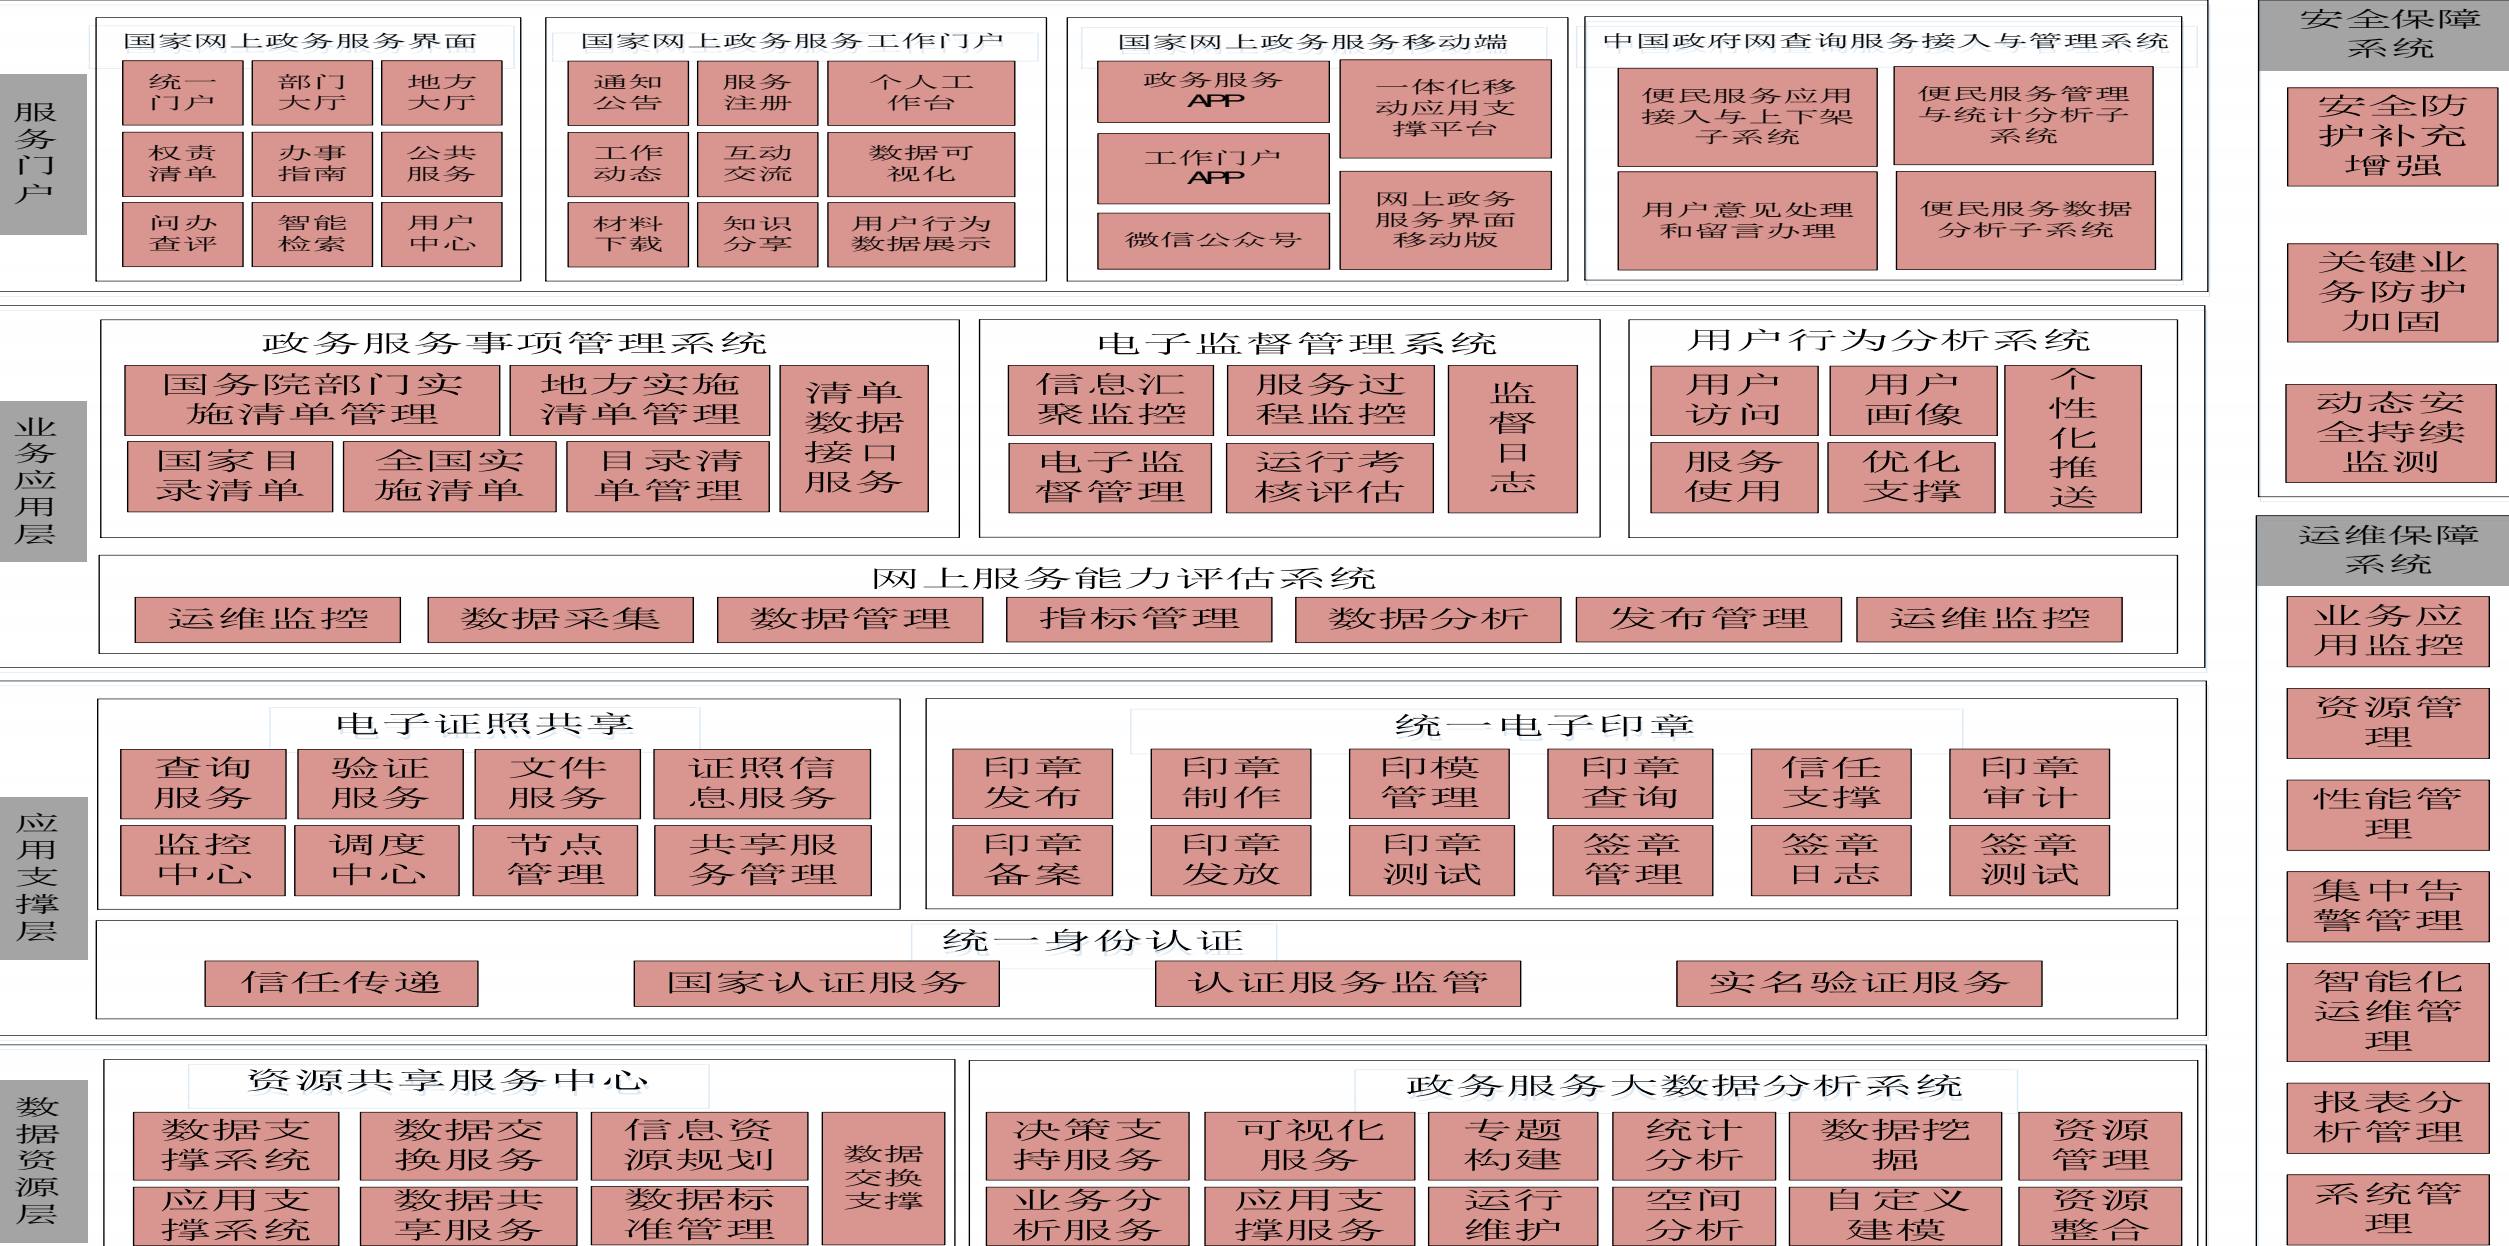 服
务
门
户
国家网上政务服务界面
统一
门户
部门
大厅
地方
大厅
权责
清单
办事
指南
公共
服务
问办
查评
智能
检索
用户
中心
国家网上政务服务工作门户
通知
公告
服务
注册
个人工
作台
工作
动态
互动
交流
数据可
视化
材料
下载
知识
分享
用户行为
数据展示
国家网上政务服务移动端
政务服务
APP
工作门户
APP
微信公众号
一体化移
动应用支
撑平台
网上政务
服务界面
移动版
中国政府网查询服务接入与管理系统
便民服务应用
接入与上下架
子系统
便民服务管理
与统计分析子
系统
用户意见处理
和留言办理
便民服务数据
分析子系统
业
务
应
用
层
政务服务事项管理系统
国务院部门实
施清单管理
地方实施
清单管理
国家目
录清单
全国实
施清单
目录清
单管理
清单
数据
接口
服务
电子监督管理系统
信息汇
聚监控
服务过
程监控
电子监
督管理
运行考
核评估
监
督
日
志
用户行为分析系统
用户
访问
用户
画像
服务
使用
优化
支撑
个
性
化
推
送
网上服务能力评估系统
运维监控
数据采集
数据管理
指标管理
数据分析
发布管理
运维监控
应
用
支
撑
层
电子证照共享
查询
服务
验证
服务
文件
服务
证照信
息服务
监控
中心
调度
中心
节点
管理
共享服
务管理
统一电子印章
印章
发布
印章
制作
印模
管理
印章
查询
信任
支撑
印章
审计
印章
备案
印章
发放
印章
测试
签章
管理
签章
日志
签章
测试
统一身份认证
信任传递
国家认证服务
认证服务监管
实名验证服务
数
据
资
源
层
资源共享服务中心
数据支
撑系统
数据交
换服务
信息资
源规划
应用支
撑系统
数据共
享服务
数据标
准管理
数据
交换
支撑
政务服务大数据分析系统
决策支
持服务
可视化
服务
专题
构建
统计
分析
数据挖
掘
资源
管理
业务分
析服务
应用支
撑服务
运行
维护
空间
分析
自定义
建模
资源
整合
安全保障
系统
安全防
护补充
增强
关键业
务防护
加固
动态安
全持续
监测
运维保障
系统
业务应
用监控
资源管
理
性能管
理
集中告
警管理
智能化
运维管
理
报表分
析管理
系统管
理